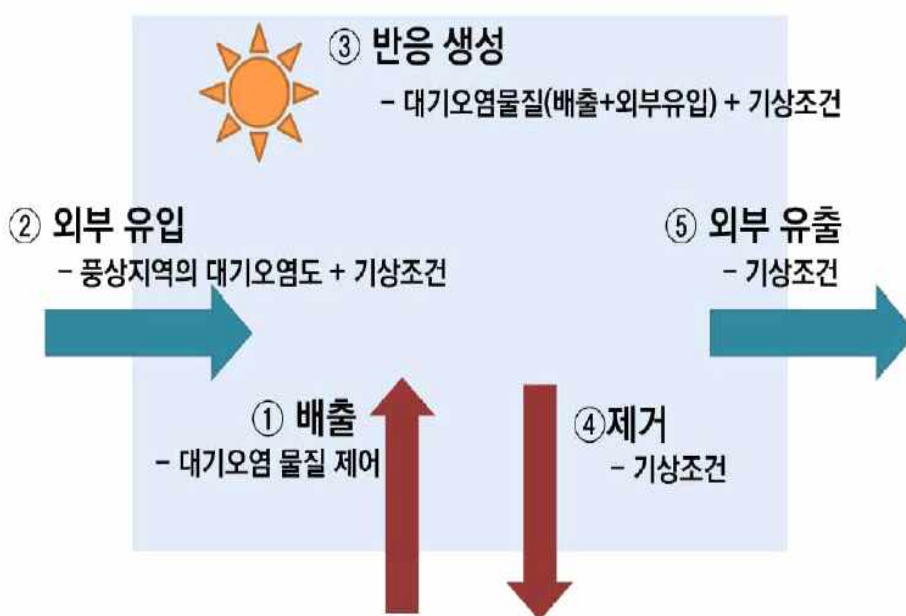 ③ 반응 생성
- 대기오염물질(배출+외부유입) + 기상조건
② 외부 유입
- 풍상지역의 대기오염도 + 기상조건
⑤ 외부 유출
- 기상조건
① 배출
- 대기오염 물질 제어
④제거
- 기상조건